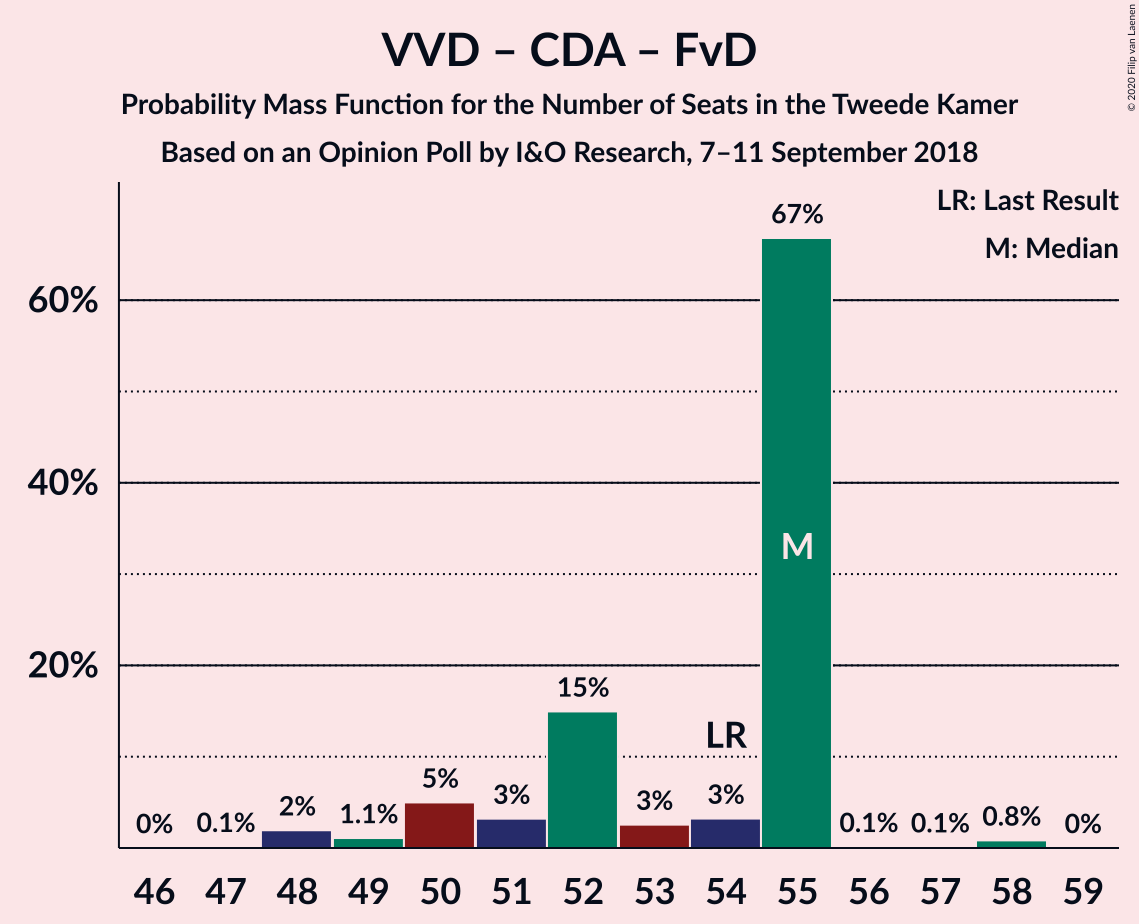 VVD – CDA – FvD
Probability Mass Function for the Number of Seats in the Tweede Kamer
Based on an Opinion Poll by I&O Research, 7–11 September 2018
© 2020 Filip van Laenen
LR: Last Result
M: Median
60%
40%
20%
0%
0.1%
2%
1.1%
5%
3%
15%
3%
3%
LR
67%
M
0.1%
0.1%
0.8%
0%
46 47 48 49 50 51 52 53 54 55 56 57 58 59